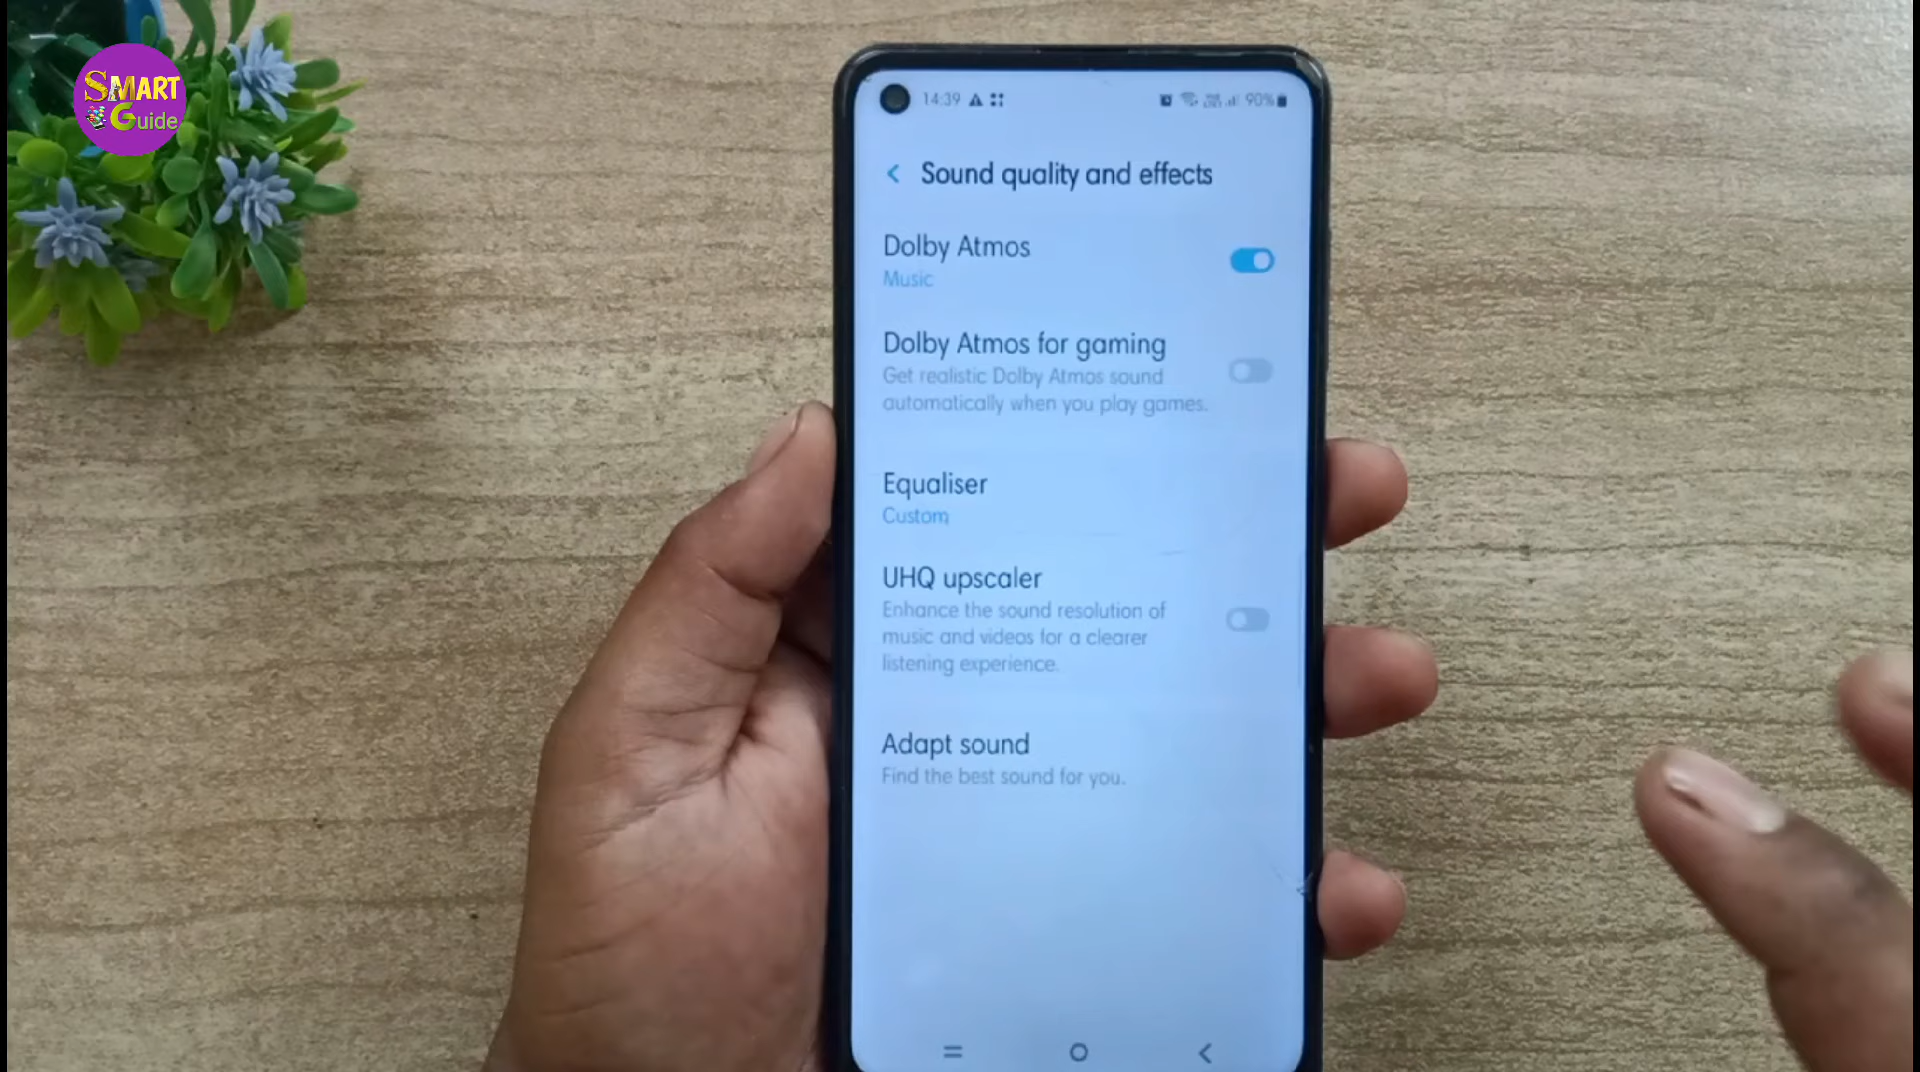 SMART
Guide
14:39
90%
Sound quality and effects
Dolby Atmos
Music
Dolby Atmos for gaming
Get realistic Dolby Atmos sound
automatically when you play games.
Equaliser
Custom
UHQ upscaler
Enhance the sound resolution of
music and videos for a clearer
listening experience.
Adapt sound
Find the best sound for you.